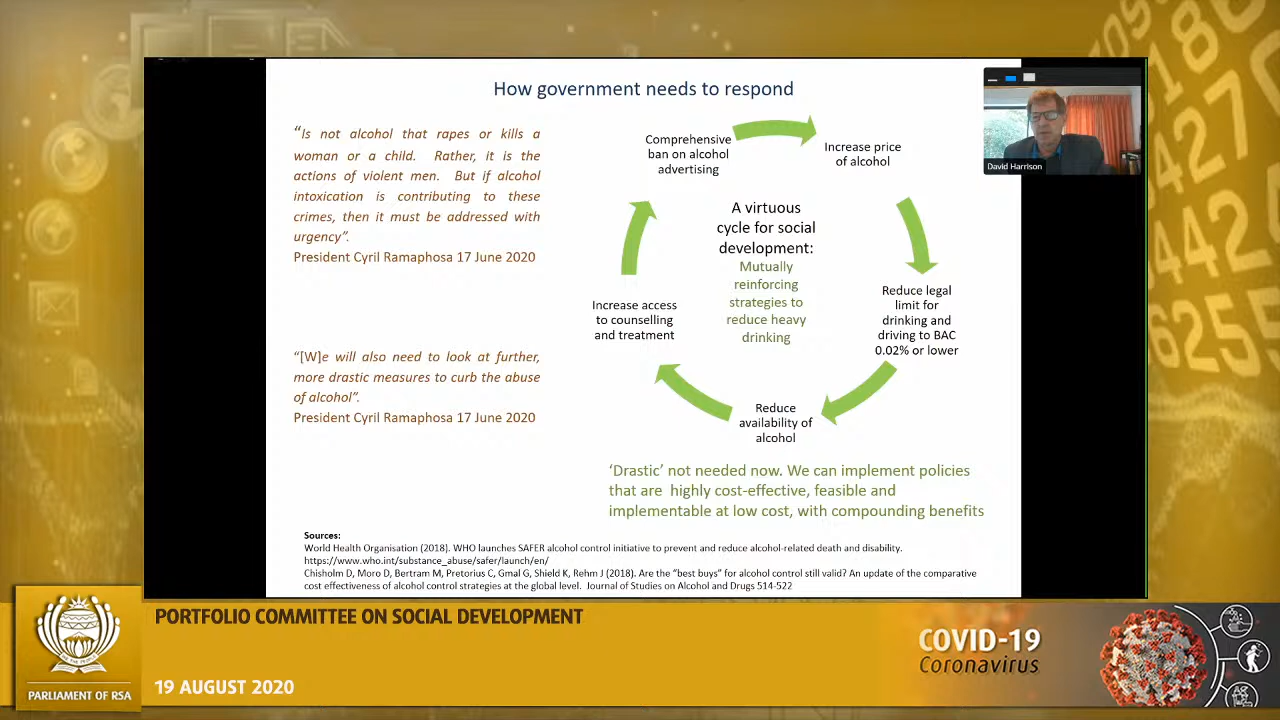 How government needs to respond
“Is not alcohol that rapes or kills a
woman or a child. Rather, it is the
actions of violent men. But if alcohol
intoxication is contributing to these
crimes, then it must be addressed with
urgency”.
President Cyril Ramaphosa 17 June 2020
“[W]e will also need to look at further,
more drastic measures to curb the abuse
of alcohol”.
President Cyril Ramaphosa 17 June 2020
Comprehensive
ban on alcohol
advertising
Increase price
of alcohol
Reduce legal
limit for
drinking and
driving to BAC
0.02% or lower
Reduce
availability of
alcohol
Increase access
to counselling
and treatment
A virtuous
cycle for social
development:
Mutually
reinforcing
strategies to
reduce heavy
drinking
‘Drastic’ not needed now. We can implement policies
that are highly cost-effective, feasible and
implementable at low cost, with compounding benefits
Sources:
World Health Organisation (2018). WHO launches SAFER alcohol control initiative to prevent and reduce alcohol-related death and disability.
https://www.who.int/substance_abuse/safer/launch/en/
Chisholm D, Moro D, Bertram M, Pretorius C, Gmal G, Shield K, Rehm J (2018). Are the “best buys” for alcohol control still valid? An update of the comparative
cost effectiveness of alcohol control strategies at the global level. Journal of Studies on Alcohol and Drugs 514-522
David Harrison
PORTFOLIO COMMITTEE ON SOCIAL DEVELOPMENT
19 AUGUST 2020
PARLIAMENT OF RSA
COVID-19
Coronavirus